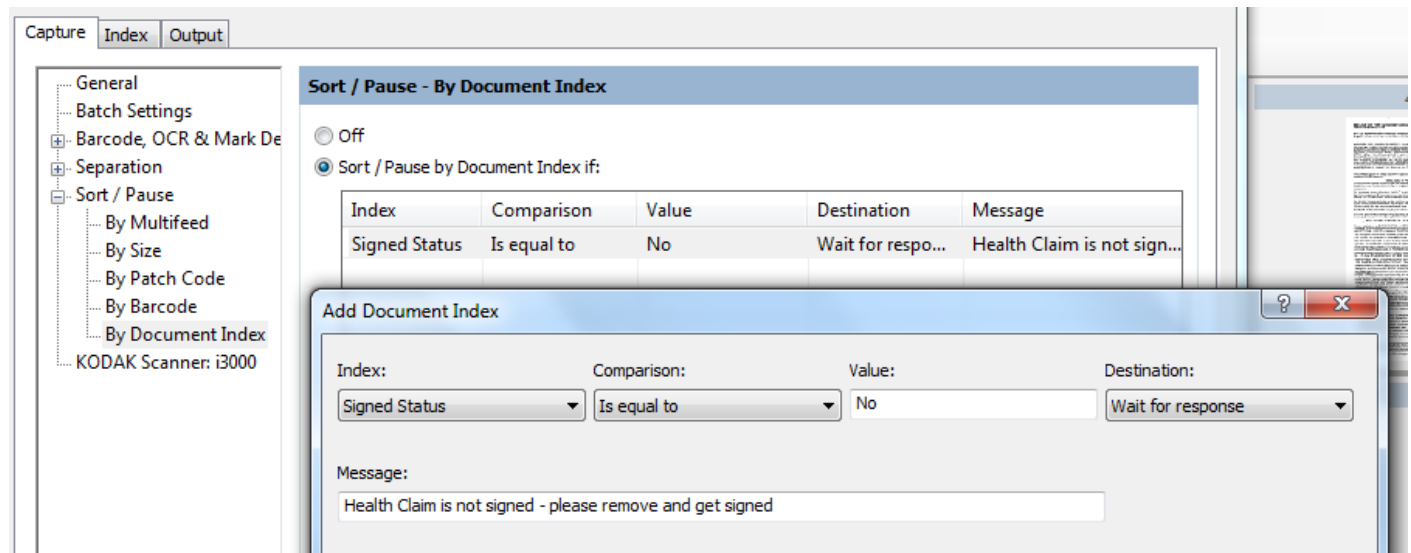 Capture Index Output
General
Batch Settings
Barcode, OCR & Mark De
Separation
Sort / Pause
By Multifeed
By Size
By Patch Code
By Barcode
By Document Index
KODAK Scanner: i3000
Sort / Pause - By Document Index
Off
Sort / Pause by Document Index if:
Index Comparison Value Destination Message
Signed Status Is equal to No Wait for respo... Health Claim is not sign...
Add Document Index
Index: Comparison: Value: Destination:
Signed Status Is equal to No Wait for response
Message:
Health Claim is not signed - please remove and get signed